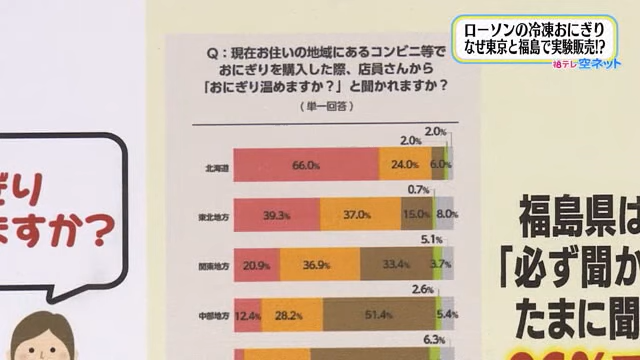 ローソンの冷凍おにぎり
なぜ東京と福島で実験販売!?
福テレ 空ネット
Q：現在お住いの地域にあるコンビニ等で
おにぎりを購入した際、店員さんから
「おにぎり温めますか？」と聞かれますか？
(単一回答)
2.0% 2.0%
北海道 66.0% 24.0% 6.0%
0.7%
東北地方 39.3% 37.0% 15.0% 8.0%
5.1%
関東地方 20.9% 36.9% 33.4% 3.7%
2.6%
中部地方 12.4% 28.2% 51.4% 5.4%
6.3%
ぎり
ますか？
福島県は
「必ず聞か
たまに聞